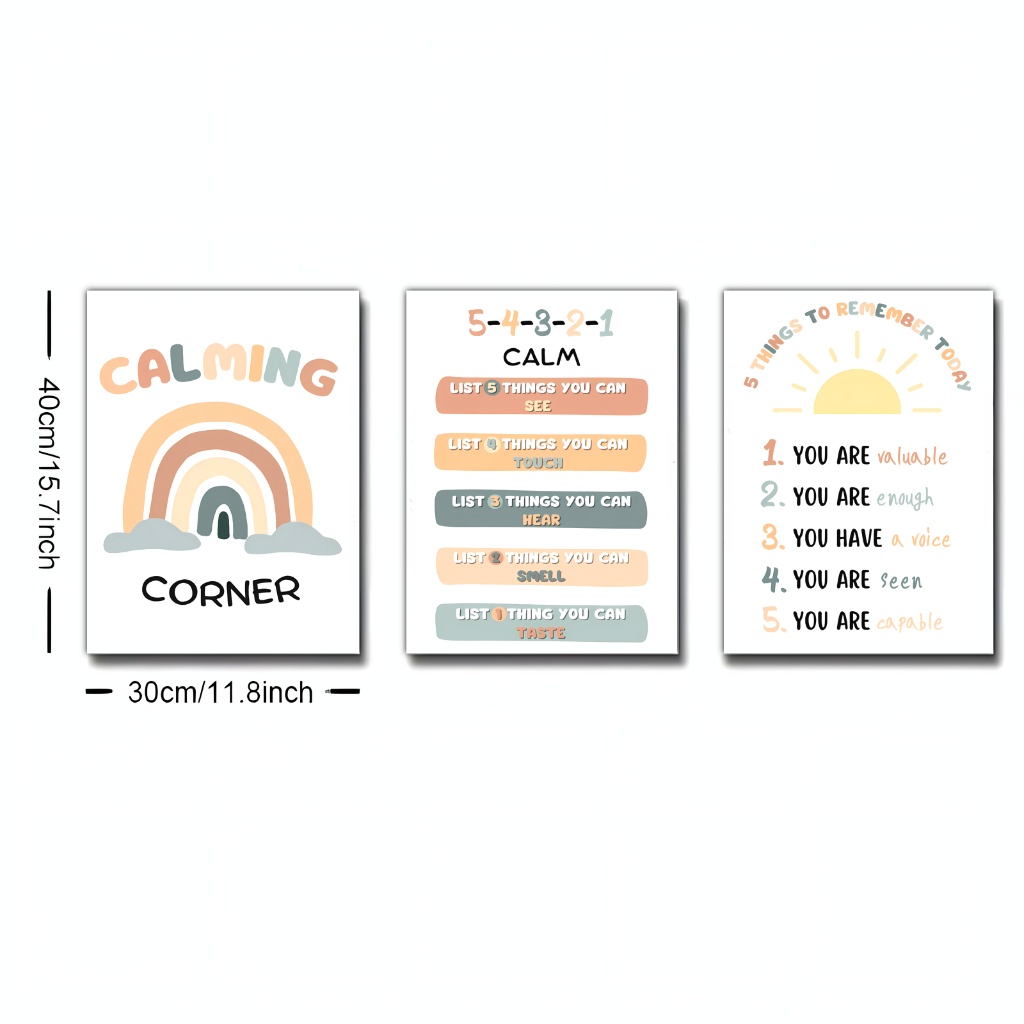 40cm/15.7inch
CALMING
CORNER
30cm/11.8inch
5-4-3-2-1
CALM
LIST 5 THINGS YOU CAN
SEE
LIST 4 THINGS YOU CAN
TOUCH
LIST 3 THINGS YOU CAN
HEAR
LIST 2 THINGS YOU CAN
SMELL
LIST 1 THING YOU CAN
TASTE
5 THINGS TO REMEMBER TODAY
1. YOU ARE valuable
2. YOU ARE enough
3. YOU HAVE a voice
4. YOU ARE seen
5. YOU ARE capable